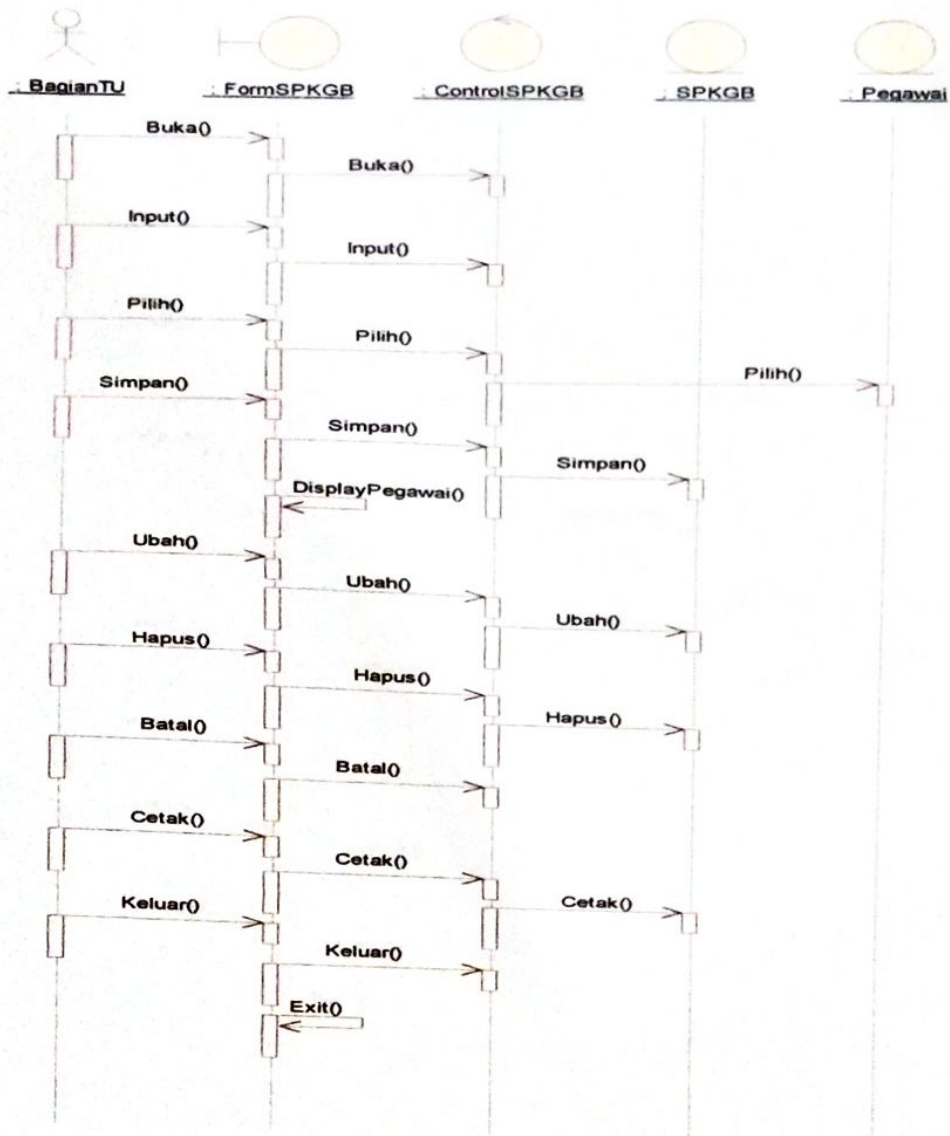 : BagianTU
: FormSPKGB
: ControlSPKGB
: SPKGB
: Pegawai
Buka()
Buka()
Input()
Input()
Pilih()
Pilih()
Pilih()
Simpan()
Simpan()
Simpan()
DisplayPegawai()
Ubah()
Ubah()
Ubah()
Hapus()
Hapus()
Hapus()
Batal()
Batal()
Cetak()
Cetak()
Cetak()
Keluar()
Keluar()
Exit()